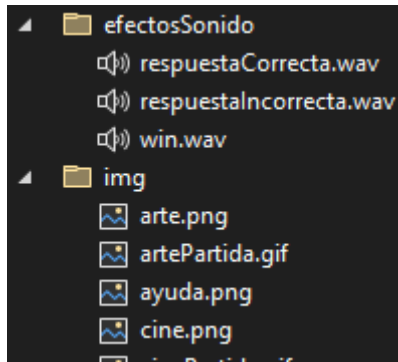 efectosSonido
respuestaCorrecta.wav
respuestaIncorrecta.wav
win.wav
img
arte.png
artePartida.gif
ayuda.png
cine.png